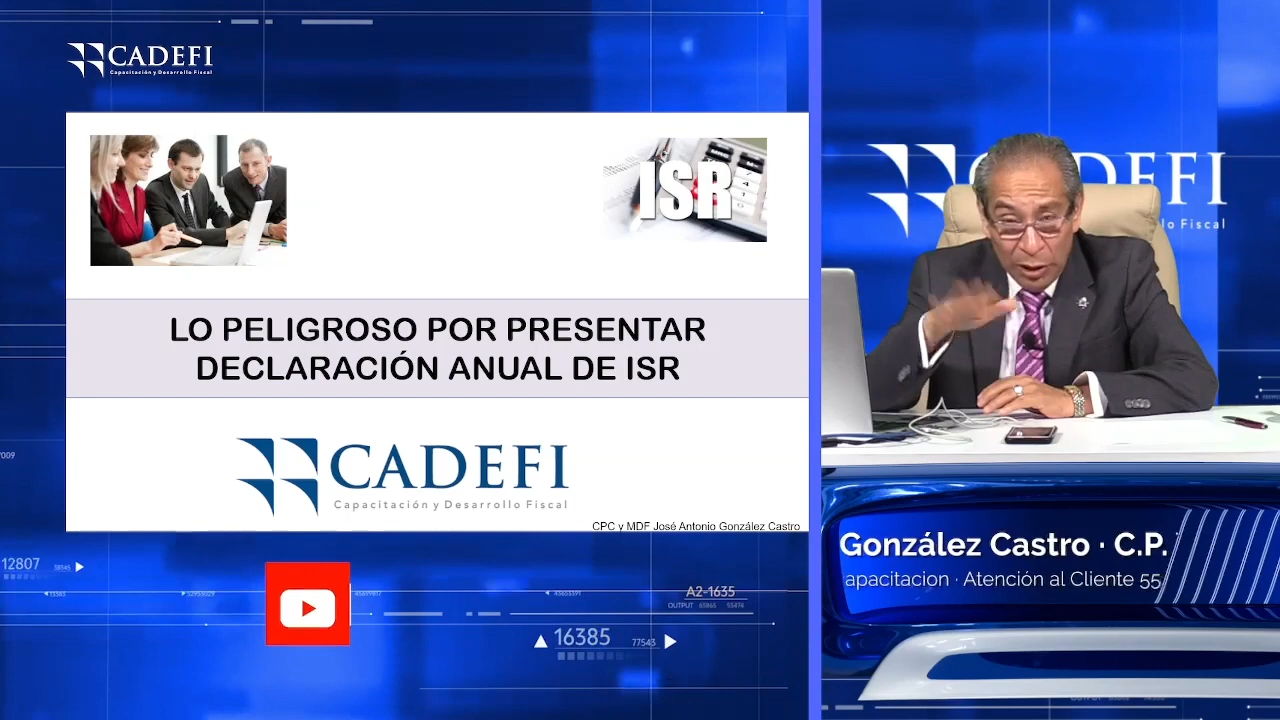 CADEFI
Capacitación y Desarrollo Fiscal
ISR
LO PELIGROSO POR PRESENTAR
DECLARACIÓN ANUAL DE ISR
CADEFI
Capacitación y Desarrollo Fiscal
CPC y MDF José Antonio González Castro
12807
A2-1635
OUTPUT
16385
77543
CADEFI
lo Fiscal
González Castro · C.P.
apacitacion · Atención al Cliente 55